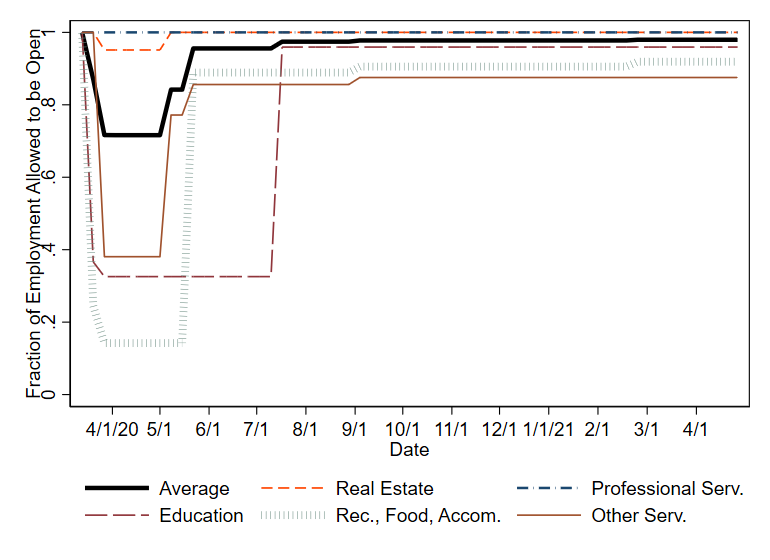 Fraction of Employment Allowed to be Open
1
.8
.6
.4
.2
0
4/1/20 5/1 6/1 7/1 8/1 9/1 10/1 11/1 12/1 1/1/21 2/1 3/1 4/1
Date
Average Real Estate Professional Serv.
Education Rec., Food, Accom. Other Serv.